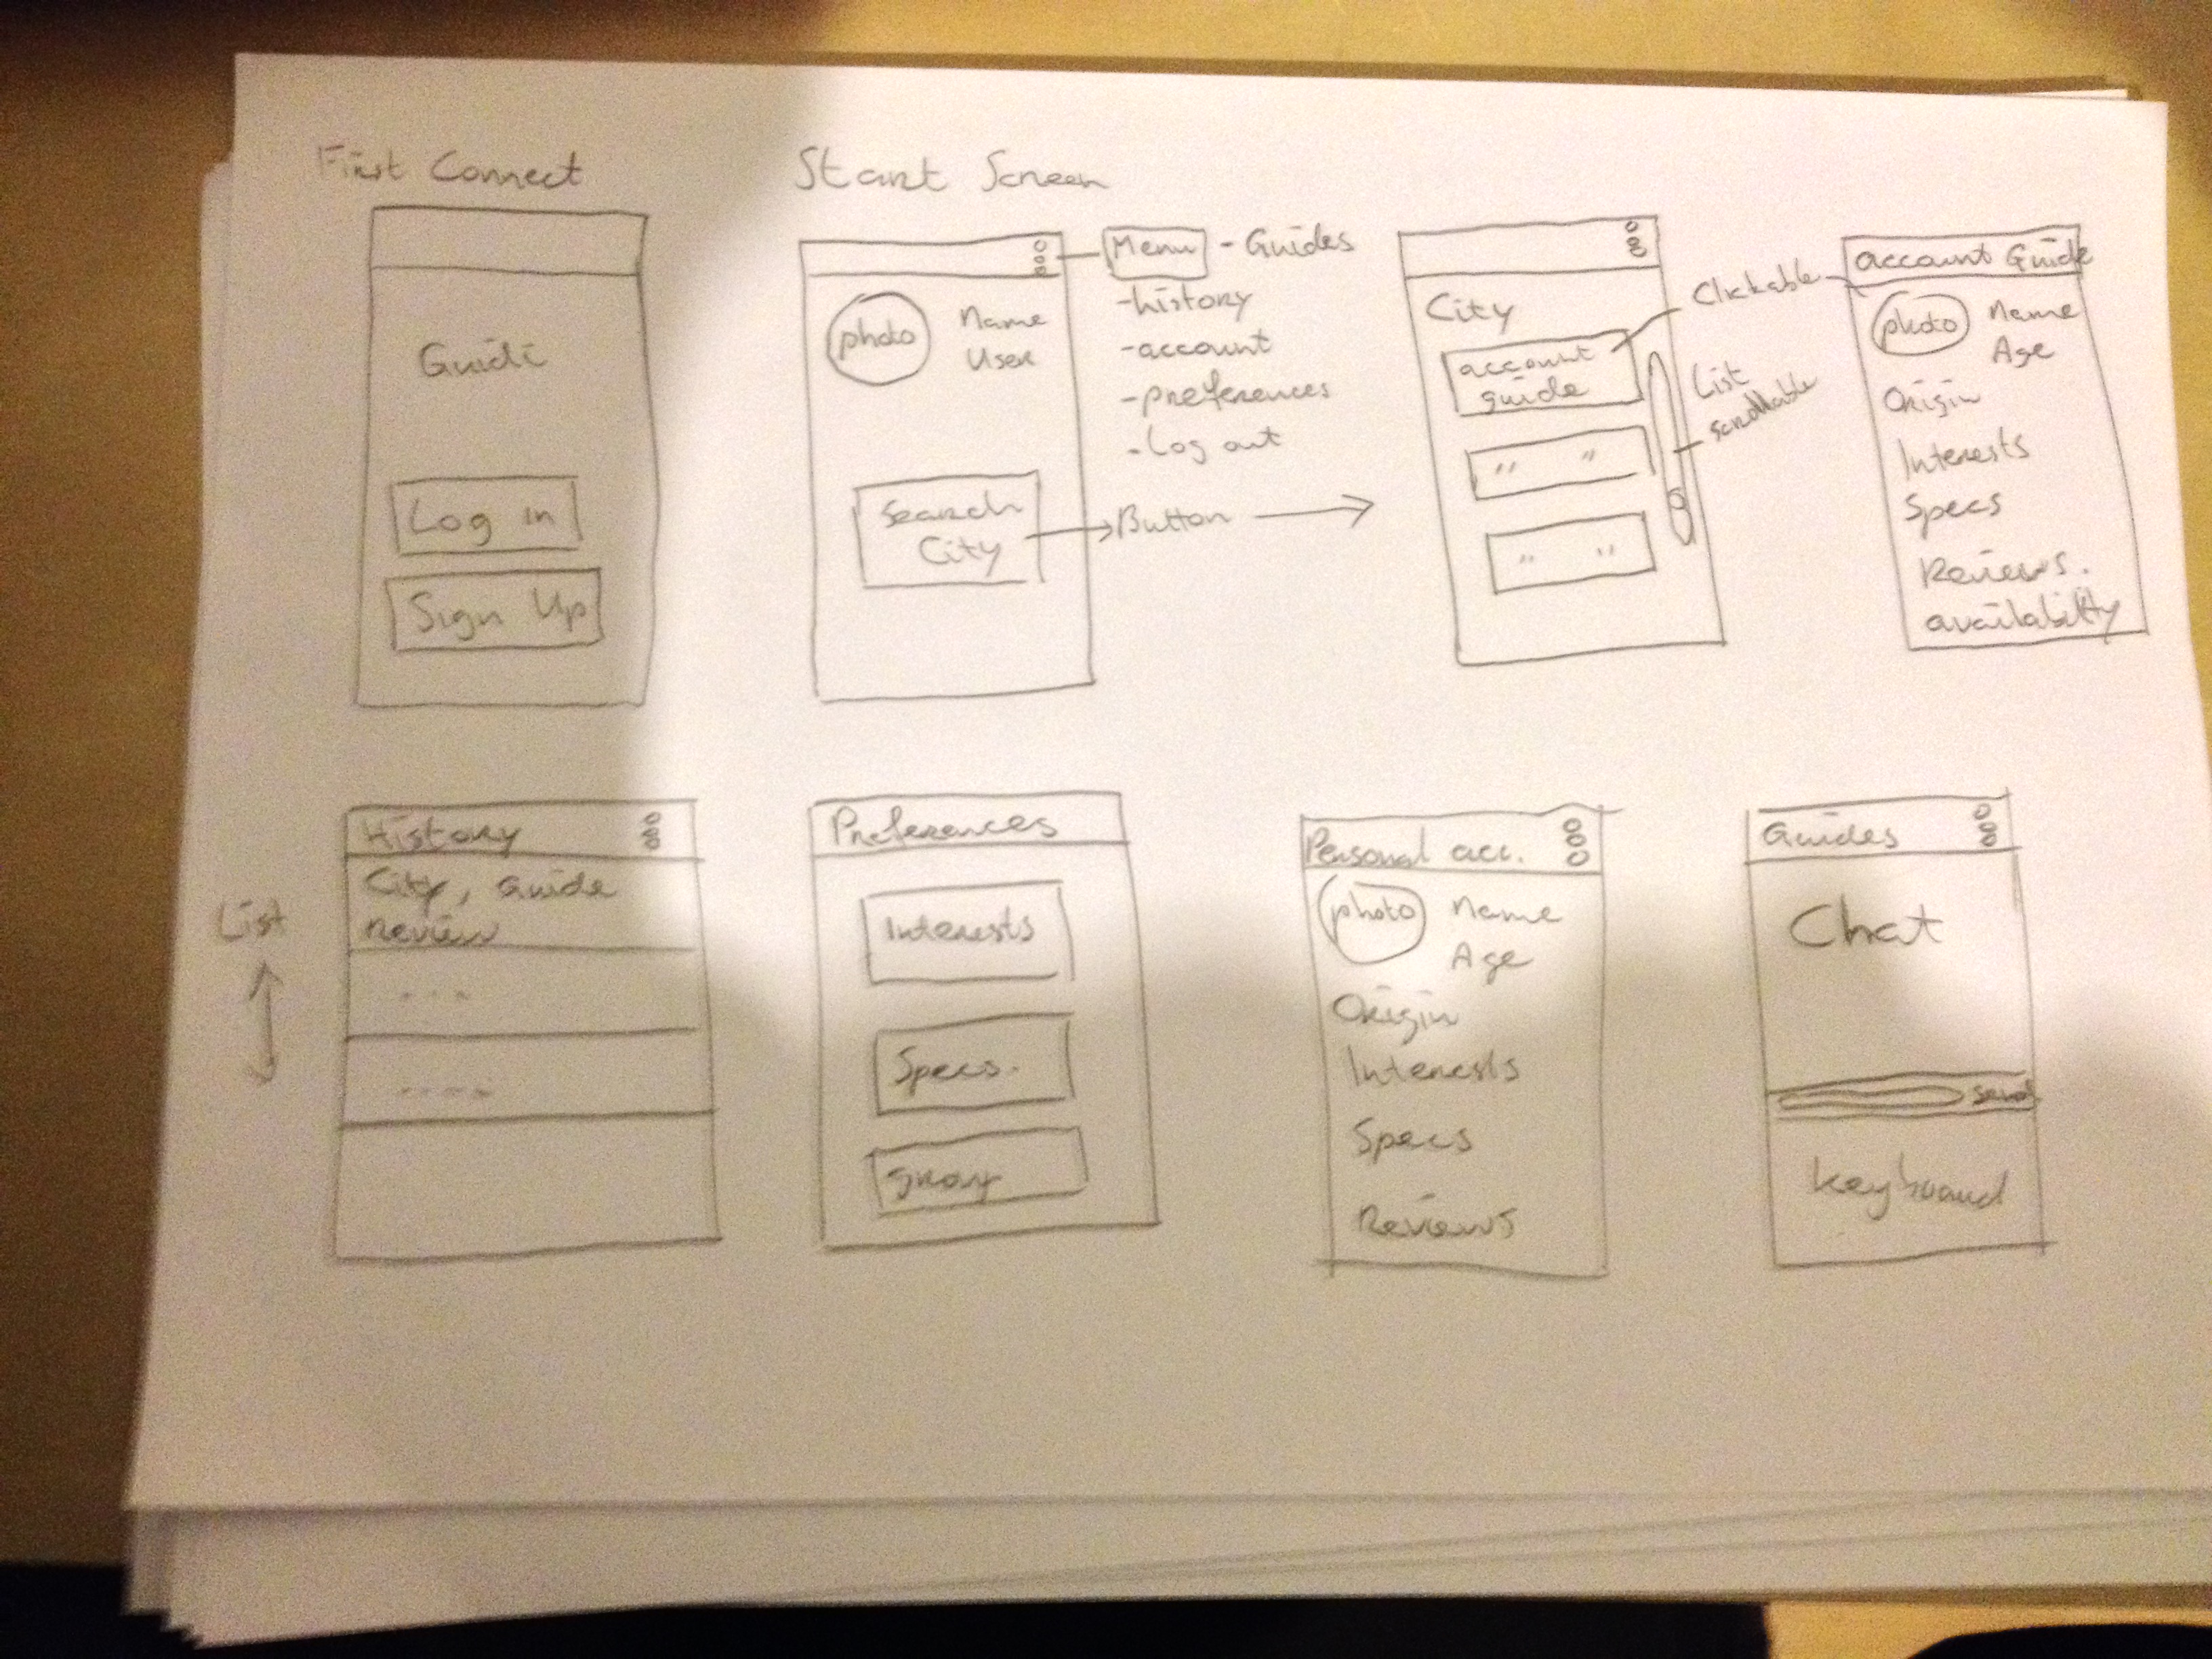 First Connect
Guidi
Log in
Sign Up
Start Screen
photo
Name
User
Search
City
Menu
- Guides
- history
- account
- preferences
- Log out
Button
City
account
guide
" "
" "
Clickable
List
scrollable
account Guide
photo
Name
Age
Origin
Interests
Specs
Reviews.
availability
List
History
City, guide
review
Preferences
Interests
Specs.
Personal acc.
photo
Name
Age
Origin
Interests
Specs
Reviews
Guides
Chat
send
keyboard